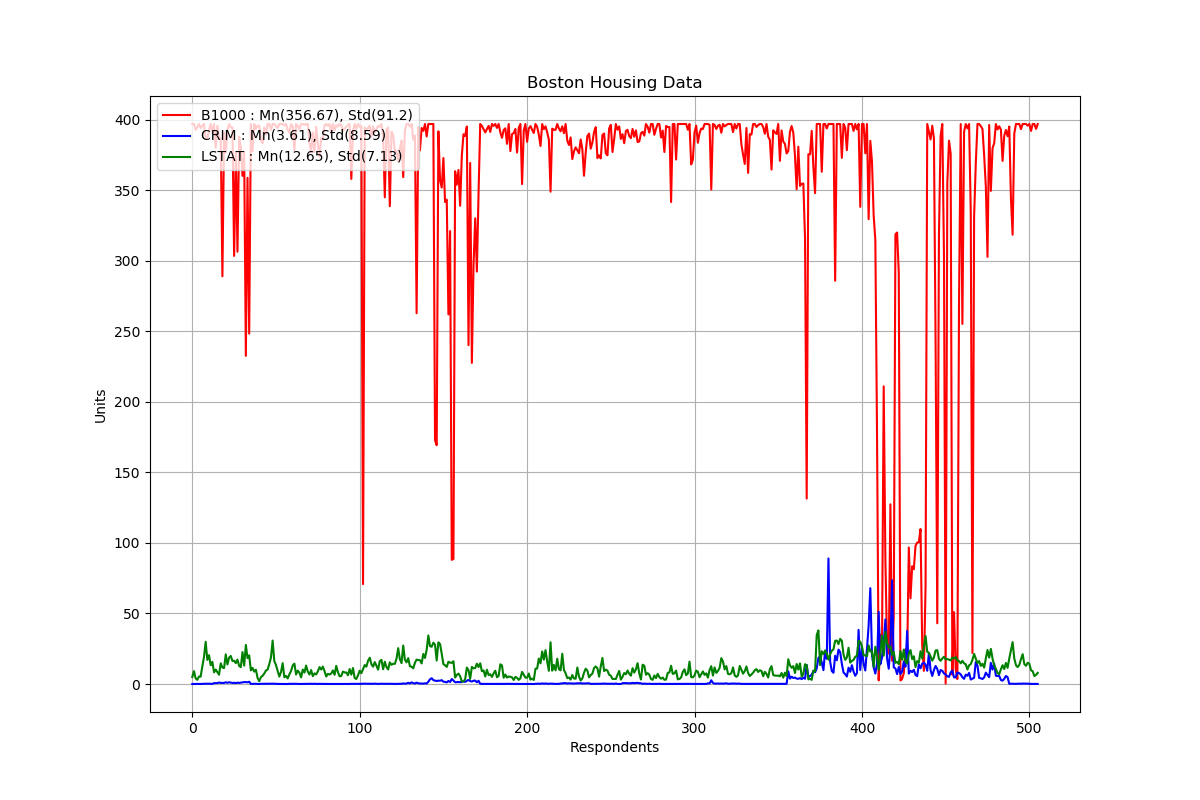 Boston Housing Data
B1000 : Mn(356.67), Std(91.2)
CRIM : Mn(3.61), Std(8.59)
LSTAT : Mn(12.65), Std(7.13)
400
350
300
250
200
150
100
50
0
Units
0 100 200 300 400 500
Respondents